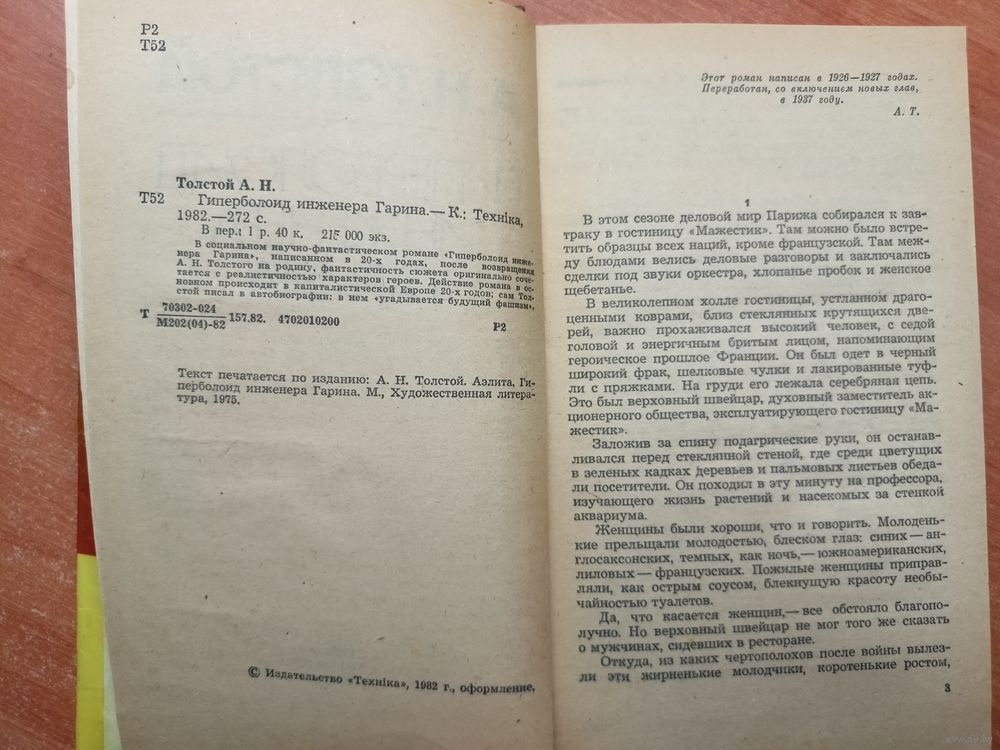 Р2
Т52
Толстой А. Н.
Т52 Гиперболоид инженера Гарина.— К.: Технiка,
1982.—272 с.
В пер.: 1 р. 40 к. 215 000 экз.
В социальном научно-фантастическом романе «Гиперболоид инже-
нера Гарина», написанном в 20-х годах, после возвращения
А. Н. Толстого на родину, фантастичность сюжета оригинально соче-
тается с реалистичностью характеров героев. Действие романа в ос-
новном происходит в капиталистической Европе 20-х годов; сам Тол-
стой писал в автобиографии: в нем «угадывается будущий фашизм».
Т 70302-024
М202(04)-82 157.82. 4702010200 Р2
Текст печатается по изданию: А. Н. Толстой. Аэлита. Ги-
перболоид инженера Гарина. М., Художественная литера-
тура, 1975.
© Издательство «Технiка», 1982 г., оформление.
Этот роман написан в 1926—1927 годах.
Переработан, со включением новых глав,
в 1937 году.
А. Т.
1
В этом сезоне деловой мир Парижа собирался к зав-
траку в гостиницу «Мажестик». Там можно было встре-
тить образцы всех наций, кроме французской. Там меж-
ду блюдами велись деловые разговоры и заключались
сделки под звуки оркестра, хлопанье пробок и женское
щебетанье.
В великолепном холле гостиницы, устланном драго-
ценными коврами, близ стеклянных крутящихся две-
рей, важно прохаживался высокий человек, с седой
головой и энергичным бритым лицом, напоминающим
героическое прошлое Франции. Он был одет в черный
широкий фрак, шелковые чулки и лакированные туф-
ли с пряжками. На груди его лежала серебряная цепь.
Это был верховный швейцар, духовный заместитель ак-
ционерного общества, эксплуатирующего гостиницу «Ма-
жестик».
Заложив за спину подагрические руки, он останав-
ливался перед стеклянной стеной, где среди цветущих
в зеленых кадках деревьев и пальмовых листьев обеда-
ли посетители. Он походил в эту минуту на профессора,
изучающего жизнь растений и насекомых за стенкой
аквариума.
Женщины были хороши, что и говорить. Молодень-
кие прельщали молодостью, блеском глаз: синих — ан-
глосаксонских, темных, как ночь,— южноамериканских,
лиловых — французских. Пожилые женщины приправ-
ляли, как острым соусом, блекнущую красоту необы-
чайностью туалетов.
Да, что касается женщин,— все обстояло благопо-
лучно. Но верховный швейцар не мог того же сказать
о мужчинах, сидевших в ресторане.
Откуда, из каких чертополохов после войны вылез-
ли эти жирненькие молодчики, коротенькие ростом,
3